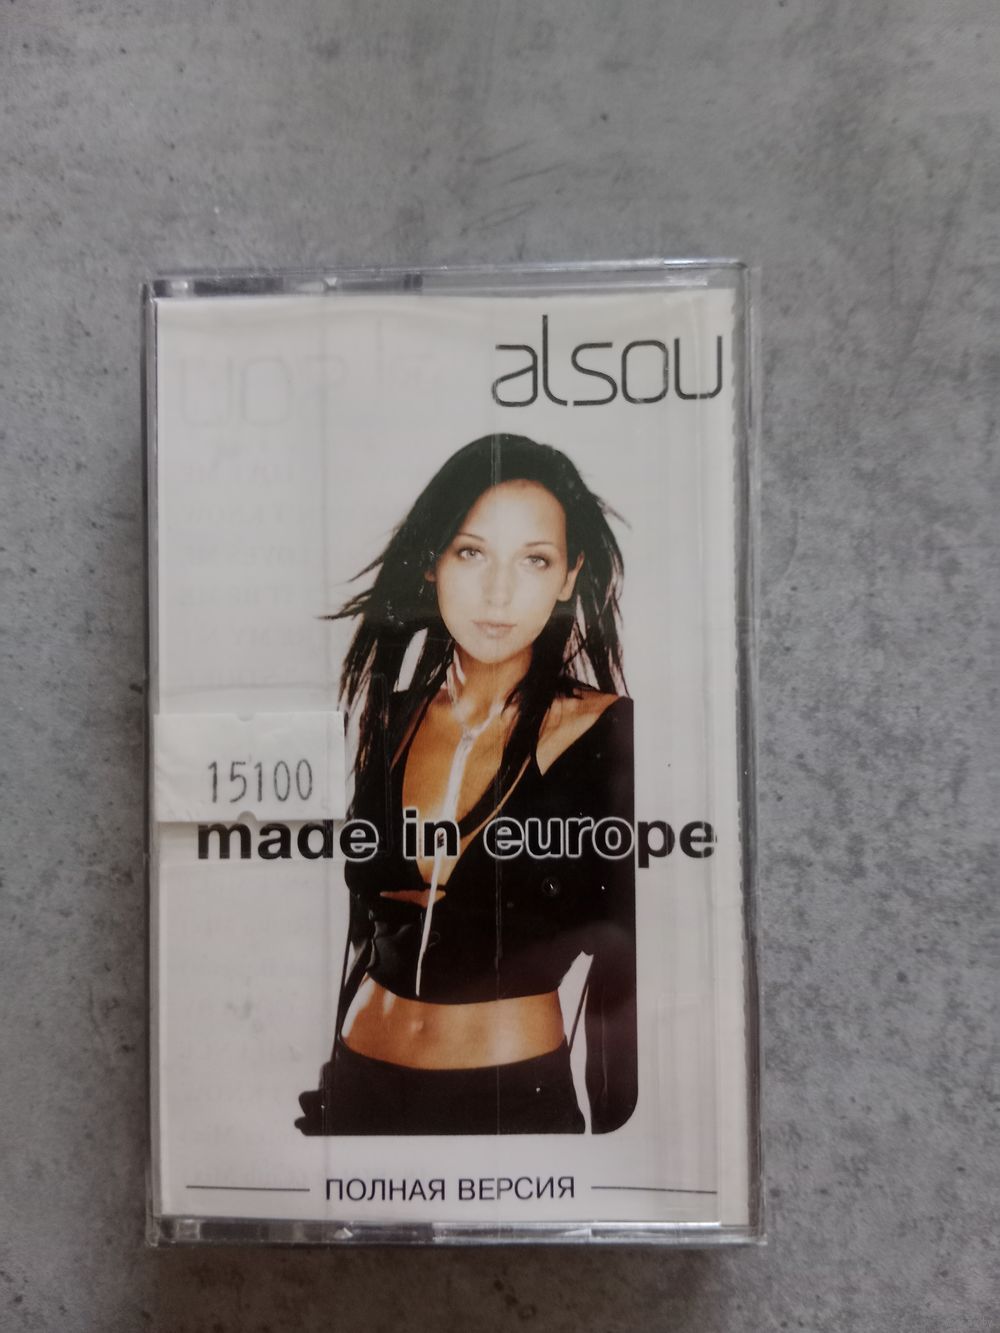 alsou
15100
made in europe
ПОЛНАЯ ВЕРСИЯ